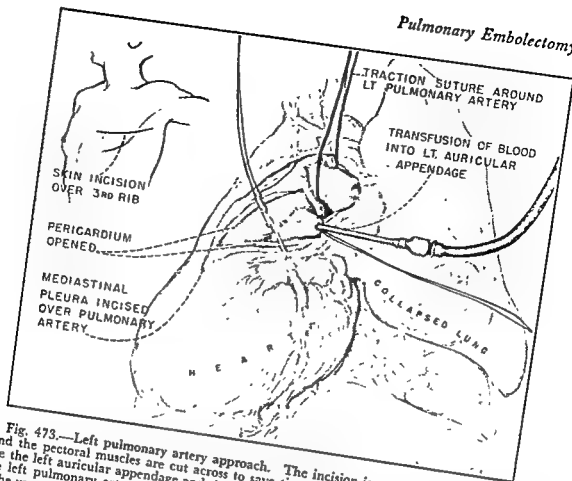 Pulmonary Embolectomy
TRACTION SUTURE AROUND
LT PULMONARY ARTERY
TRANSFUSION OF BLOOD
INTO LT. AURICULAR
APPENDAGE
SKIN INCISION
OVER 3RD RIB
PERICARDIUM
OPENED
MEDIASTINAL
PLEURA INCISED
OVER PULMONARY
ARTERY
HEART
COLLAPSED LUNG
Fig. 473.—Left pulmonary artery approach. The incision
and the pectoral muscles are cut across to
the left auricular appendage
left pulmonary